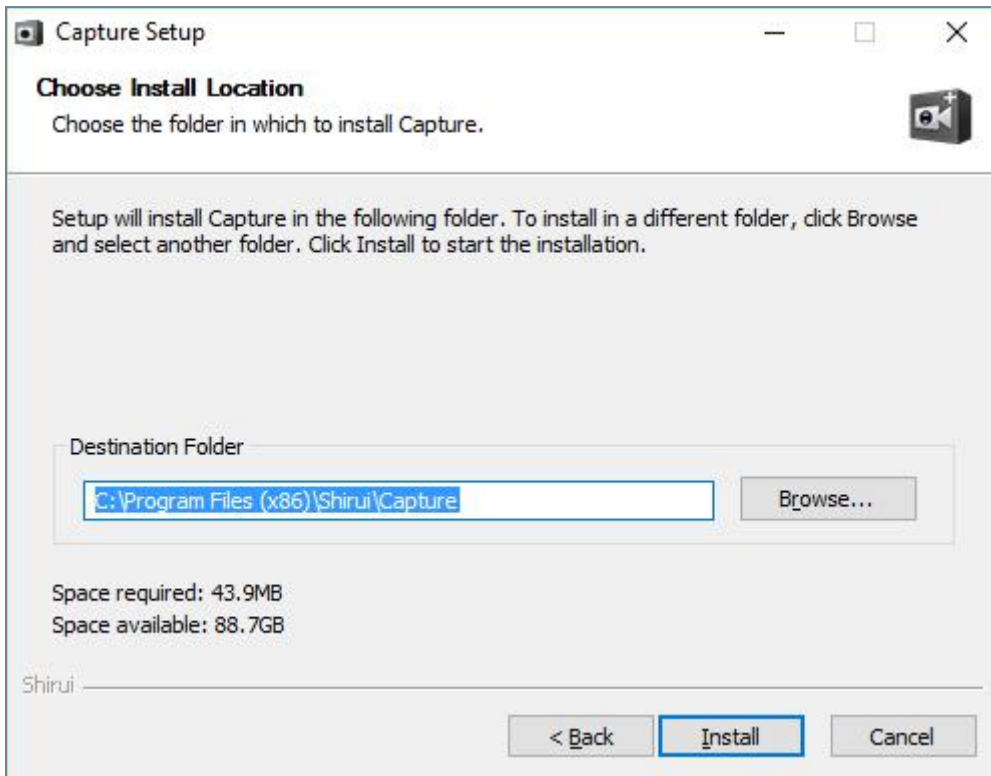 Capture Setup
Choose Install Location
Choose the folder in which to install Capture.
Setup will install Capture in the following folder. To install in a different folder, click Browse
and select another folder. Click Install to start the installation.
Destination Folder
C:\Program Files (x86)\Shirui\Capture
Browse...
Space required: 43.9MB
Space available: 88.7GB
Shirui
< Back
Install
Cancel